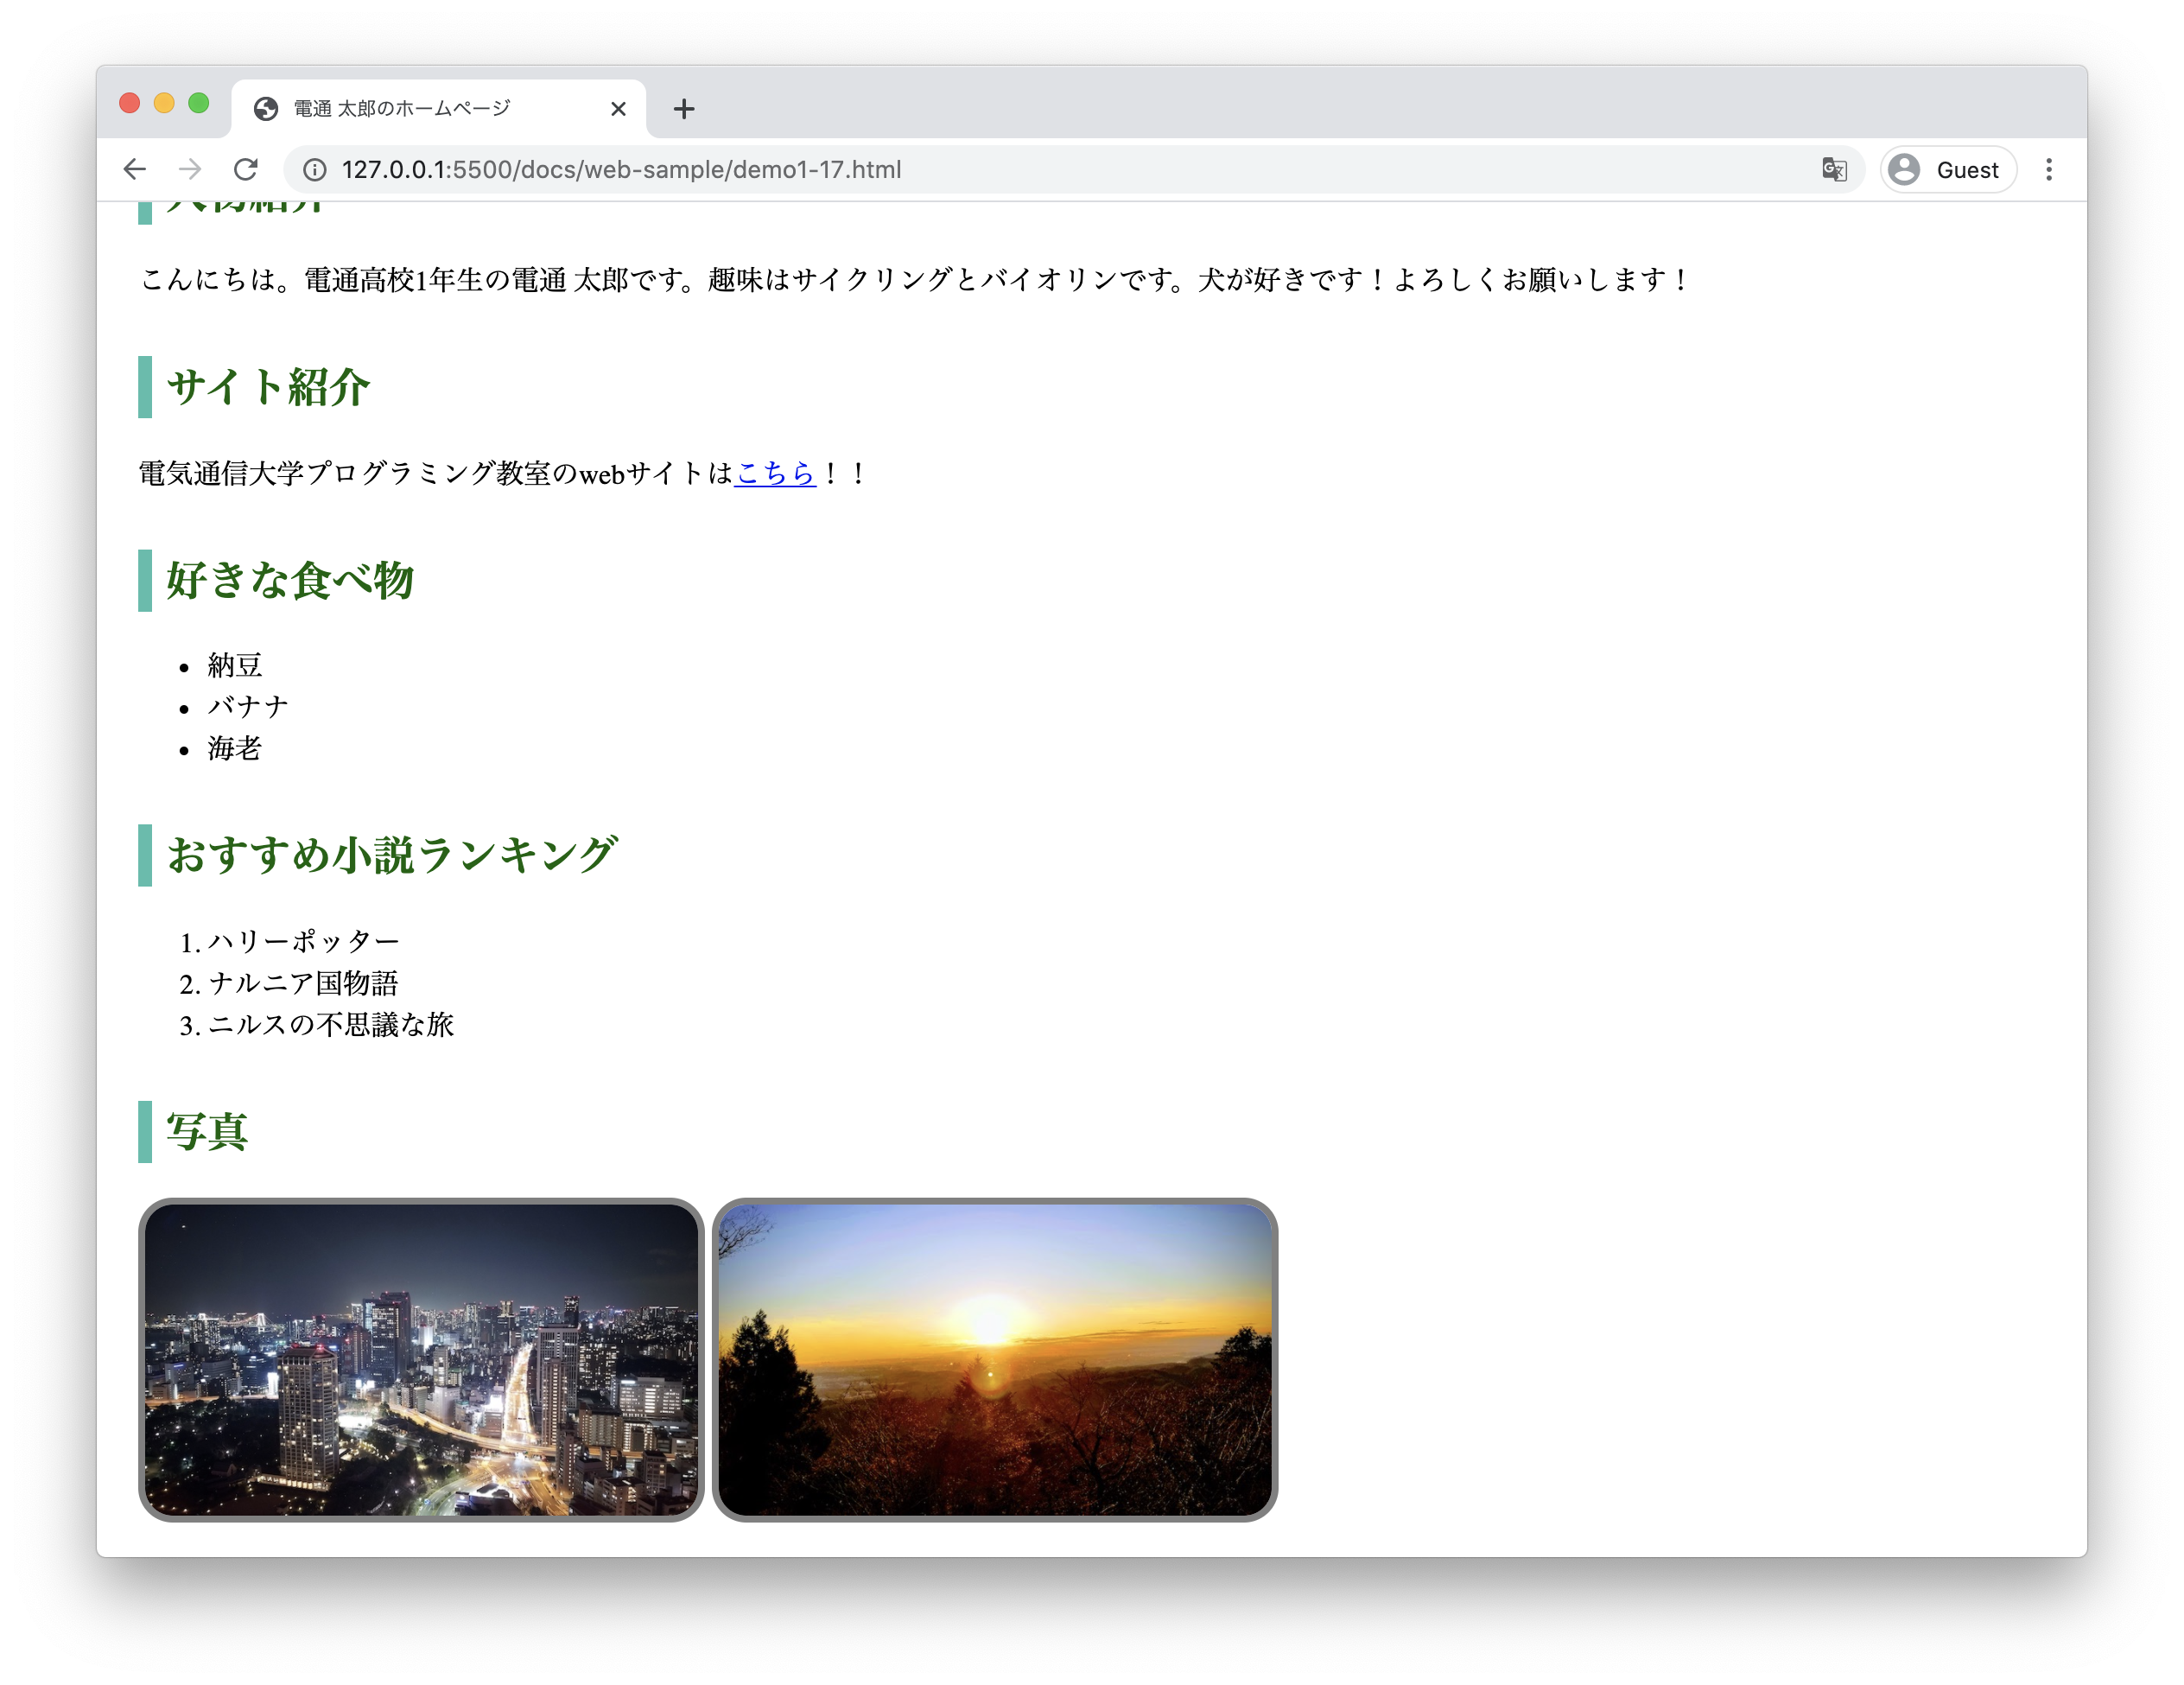 電通 太郎のホームページ
127.0.0.1:5500/docs/web-sample/demo1-17.html
Guest
こんにちは。電通高校1年生の電通 太郎です。趣味はサイクリングとバイオリンです。犬が好きです！よろしくお願いします！
サイト紹介
電気通信大学プログラミング教室のwebサイトはこちら！！
好きな食べ物
• 納豆
• バナナ
• 海老
おすすめ小説ランキング
1. ハリーポッター
2. ナルニア国物語
3. ニルスの不思議な旅
写真